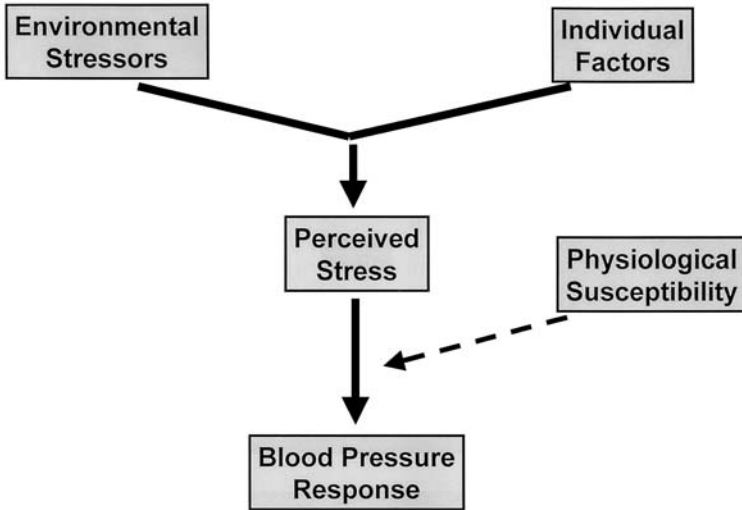 Environmental
Stressors
Individual
Factors
Perceived
Stress
Physiological
Susceptibility
Blood Pressure
Response